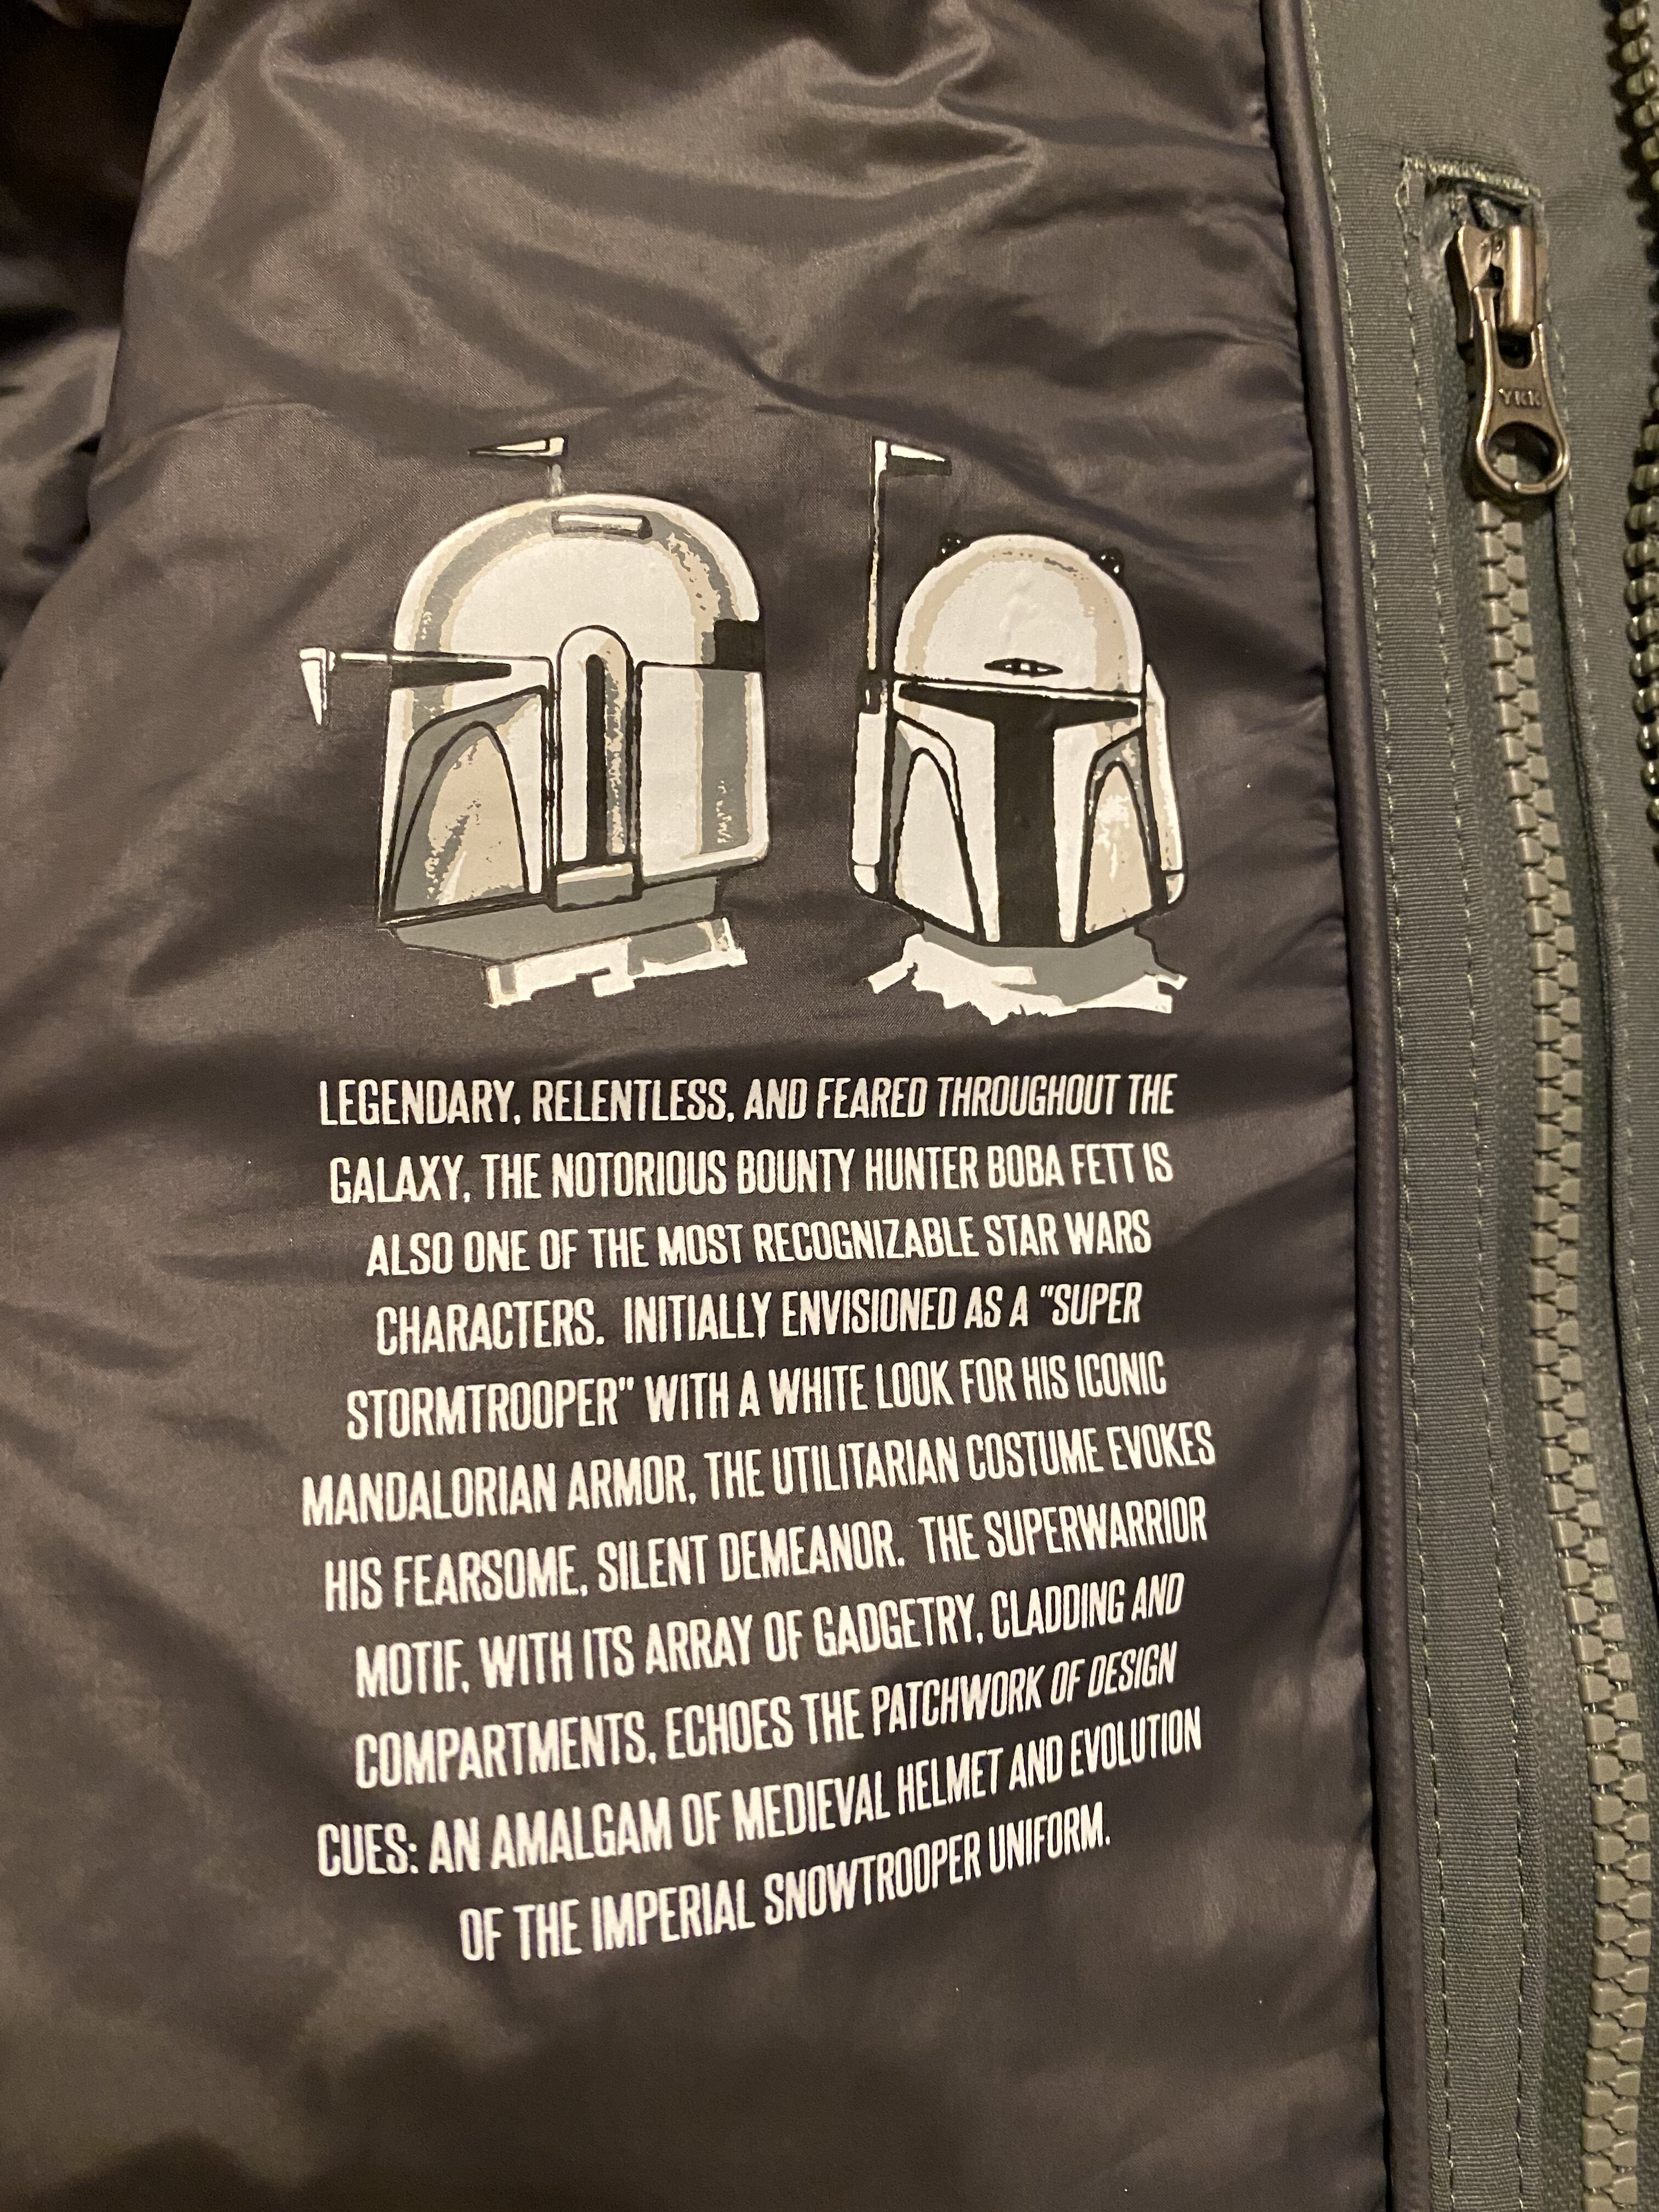 YKK
LEGENDARY, RELENTLESS, AND FEARED THROUGHOUT THE
GALAXY, THE NOTORIOUS BOUNTY HUNTER BOBA FETT IS
ALSO ONE OF THE MOST RECOGNIZABLE STAR WARS
CHARACTERS. INITIALLY ENVISIONED AS A "SUPER
STORMTROOPER" WITH A WHITE LOOK FOR HIS ICONIC
MANDALORIAN ARMOR, THE UTILITARIAN COSTUME EVOKES
HIS FEARSOME, SILENT DEMEANOR. THE SUPERWARRIOR
MOTIF, WITH ITS ARRAY OF GADGETRY, CLADDING AND
COMPARTMENTS, ECHOES THE PATCHWORK OF DESIGN
CUES: AN AMALGAM OF MEDIEVAL HELMET AND EVOLUTION
OF THE IMPERIAL SNOWTROOPER UNIFORM.